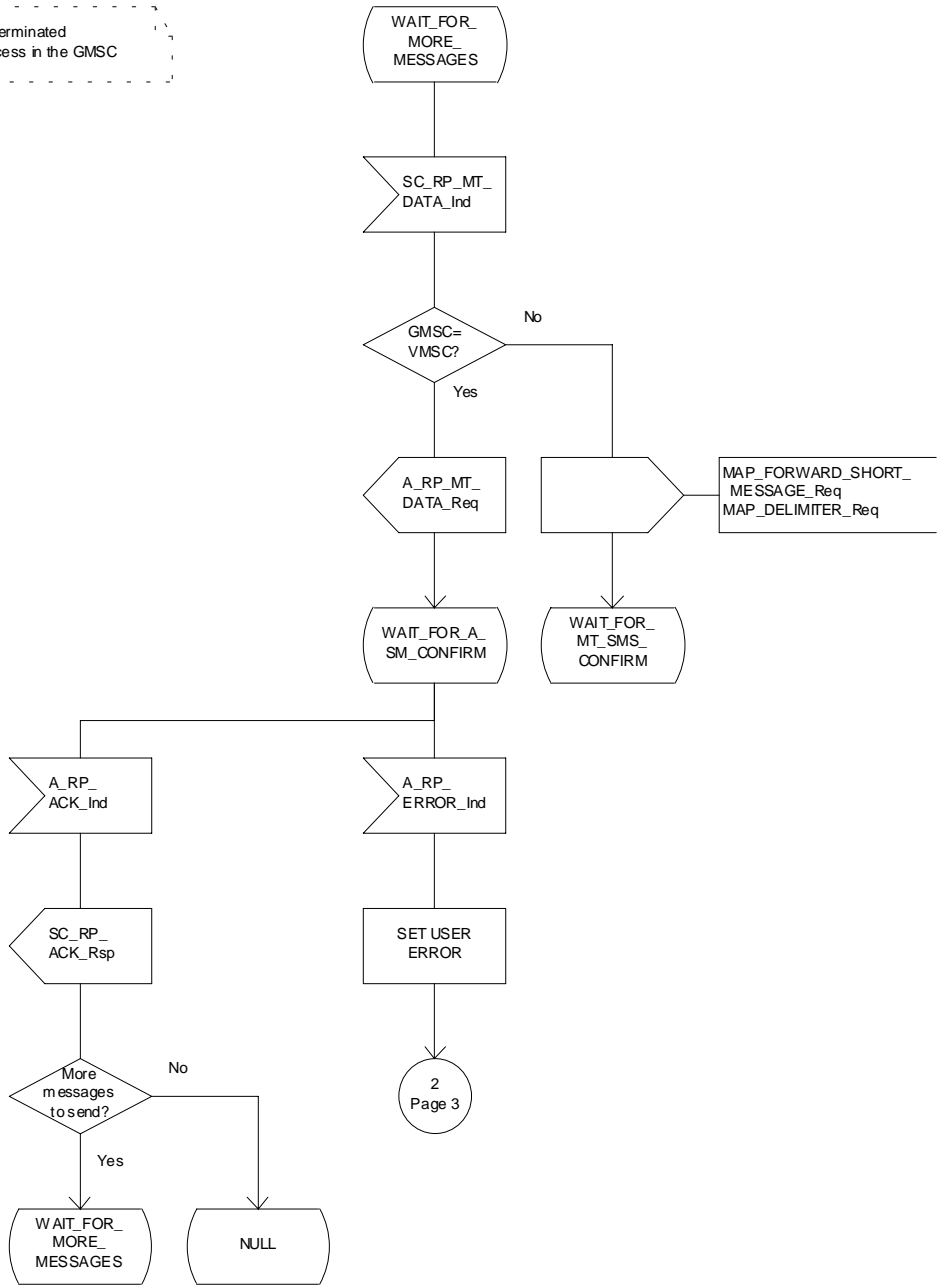 erminated
cess in the GMSC
WAIT_FOR_
MORE_
MESSAGES
SC_RP_MT_
DATA_Ind
GMSC=
VMSC?
No
Yes
A_RP_MT_
DATA_Req
MAP_FORWARD_SHORT_
MESSAGE_Req
MAP_DELIMITER_Req
WAIT_FOR_A_
SM_CONFIRM
WAIT_FOR_
MT_SMS_
CONFIRM
A_RP_
ACK_Ind
A_RP_
ERROR_Ind
SC_RP_
ACK_Rsp
SET USER
ERROR
More
messages
to send?
No
Yes
2
Page 3
WAIT_FOR_
MORE_
MESSAGES
NULL